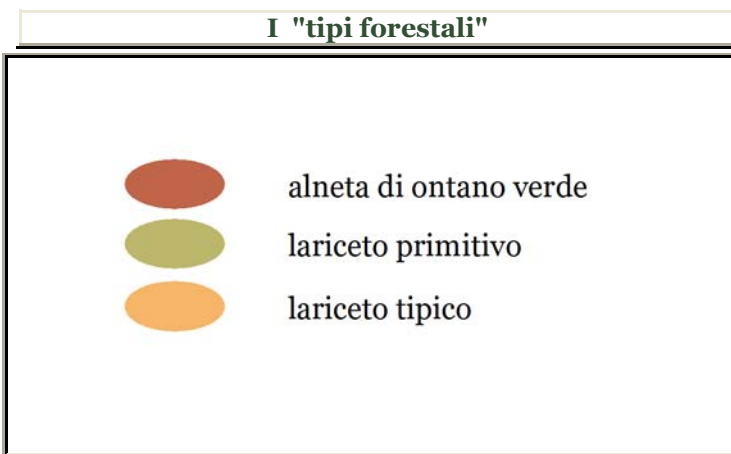 I "tipi forestali"
alneta di ontano verde
lariceto primitivo
lariceto tipico